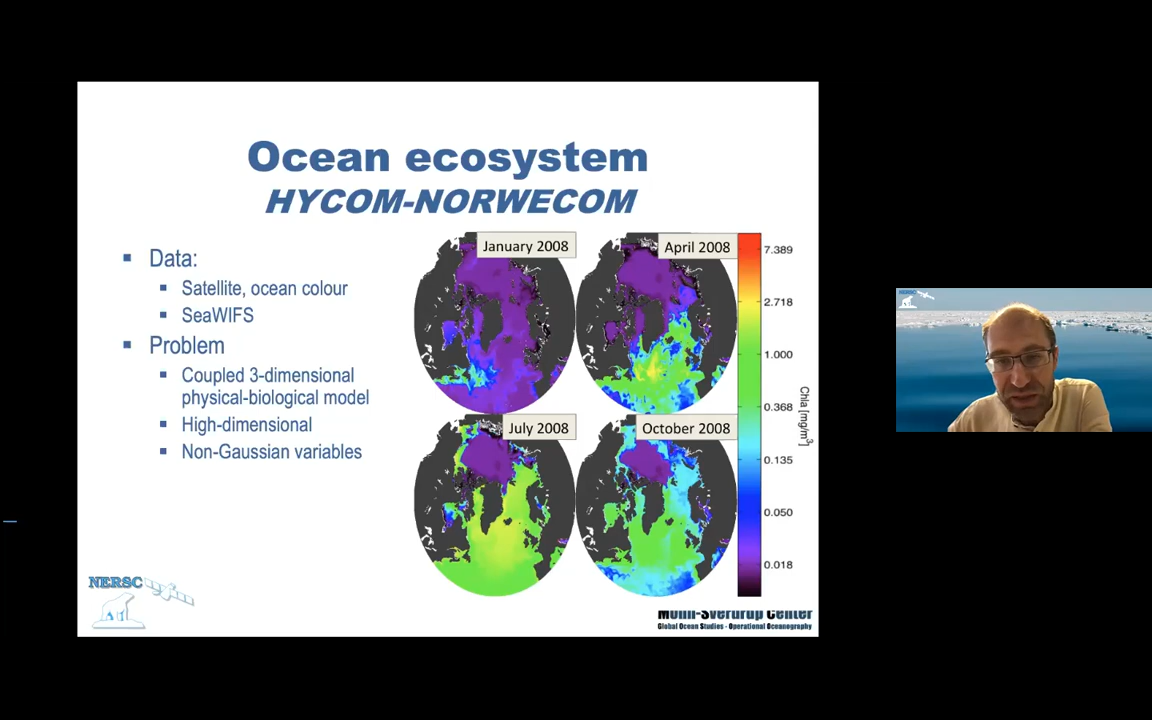 Ocean ecosystem
HYCOM-NORWECOM
Data:
Satellite, ocean colour
SeaWIFS
Problem
Coupled 3-dimensional
physical-biological model
High-dimensional
Non-Gaussian variables
January 2008
April 2008
July 2008
October 2008
7.389
2.718
1.000
0.368
0.135
0.050
0.018
Chla [mg/m³]
NERSC
Mohn-Sverdrup Center
Global Ocean Studies - Operational Oceanography
NERSC